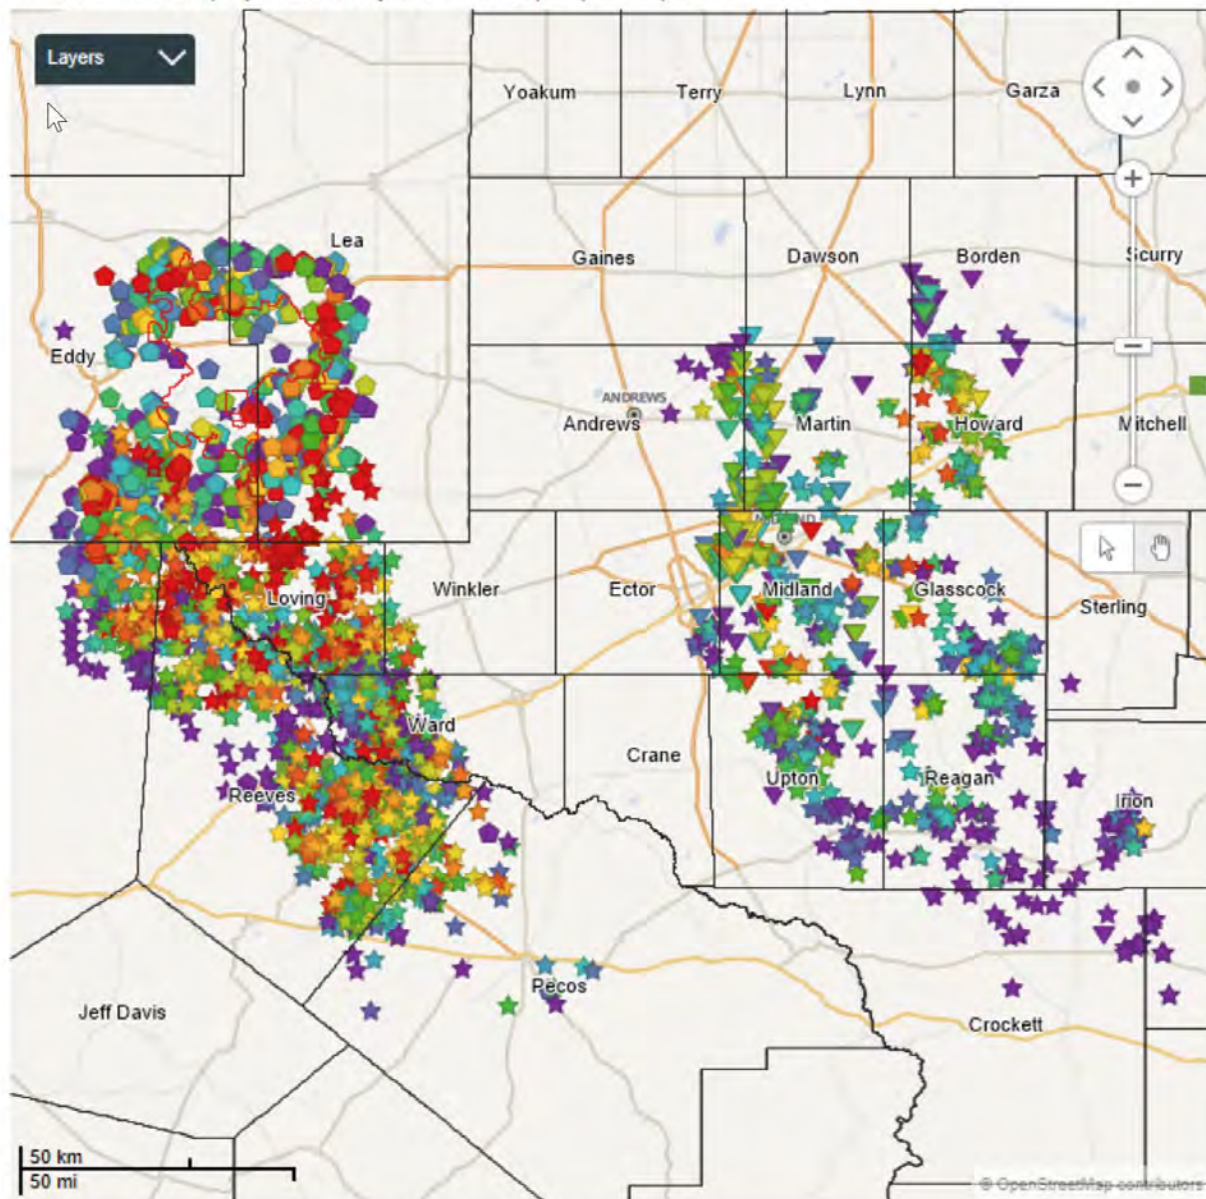 Layers
Yoakum
Terry
Lynn
Garza
Lea
Gaines
Dawson
Borden
Scurry
Eddy
ANDREWS
Andrews
Martin
Howard
Mitchell
Loving
Winkler
Ector
Midland
Glasscock
Sterling
Ward
Crane
Reeves
Upton
Reagan
Irion
Pecos
Jeff Davis
Crockett
50 km
50 mi
© OpenStreetMap contributors